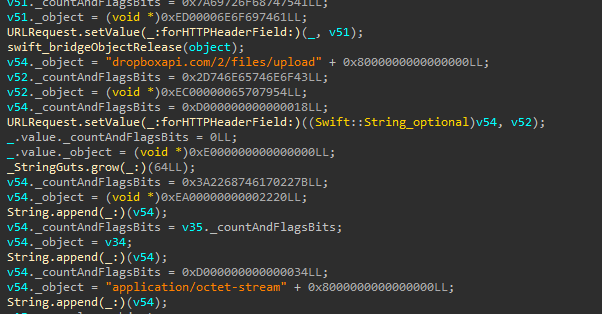 v51._countAndFlagsBits = 0x7A69726F68747541LL;
v51._object = (void *)0xED00006E6F697461LL;
URLRequest.setValue(_:forHTTPHeaderField:)(_, v51);
swift_bridgeObjectRelease(object);
v54._object = "dropboxapi.com/2/files/upload" + 0x8000000000000000LL;
v52._countAndFlagsBits = 0x2D746E65746E6F43LL;
v52._object = (void *)0xEC00000065707954LL;
v54._countAndFlagsBits = 0xD000000000000018LL;
URLRequest.setValue(_:forHTTPHeaderField:)((Swift::String_optional)v54, v52);
_.value._countAndFlagsBits = 0LL;
_.value._object = (void *)0xE000000000000000LL;
_StringGuts.grow(_:)(64LL);
v54._countAndFlagsBits = 0x3A2268746170227BLL;
v54._object = (void *)0xEA00000000002220LL;
String.append(_:)(v54);
v54._countAndFlagsBits = v35._countAndFlagsBits;
v54._object = v34;
String.append(_:)(v54);
v54._countAndFlagsBits = 0xD000000000000034LL;
v54._object = "application/octet-stream" + 0x8000000000000000LL;
String.append(_:)(v54);